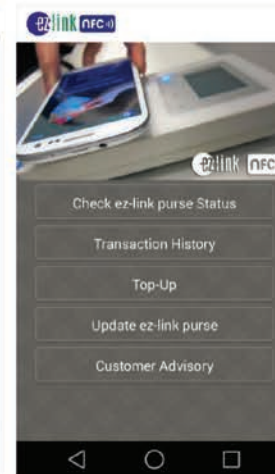 ez-link NFC
ez-link NFC
Check ez-link purse Status
Transaction History
Top-Up
Update ez-link purse
Customer Advisory